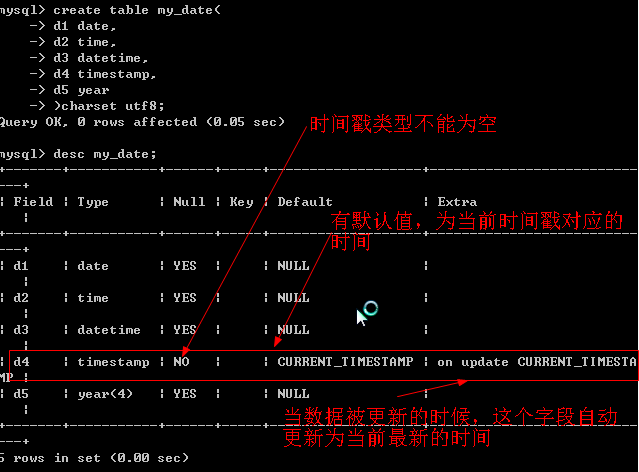 mysql> create table my_date(
-> d1 date,
-> d2 time,
-> d3 datetime,
-> d4 timestamp,
-> d5 year
-> )charset utf8;
Query OK, 0 rows affected (0.05 sec)
时间戳类型不能为空
mysql> desc my_date;
+-------+-----------+------+-----+-------------------+-----------------------------+
| Field | Type | Null | Key | Default | Extra
|
有默认值，为当前时间戳对应的
时间
+-------+-----------+------+-----+-------------------+-----------------------------+
| d1 | date | YES | | NULL |
|
| d2 | time | YES | | NULL |
|
| d3 | datetime | YES | | NULL |
|
| d4 | timestamp | NO | | CURRENT_TIMESTAMP | on update CURRENT_TIMESTA
MP |
| d5 | year(4) | YES | | NULL |
|
当数据被更新的时候，这个字段自动
更新为当前最新的时间
+-------+-----------+------+-----+-------------------+-----------------------------+
5 rows in set (0.00 sec)